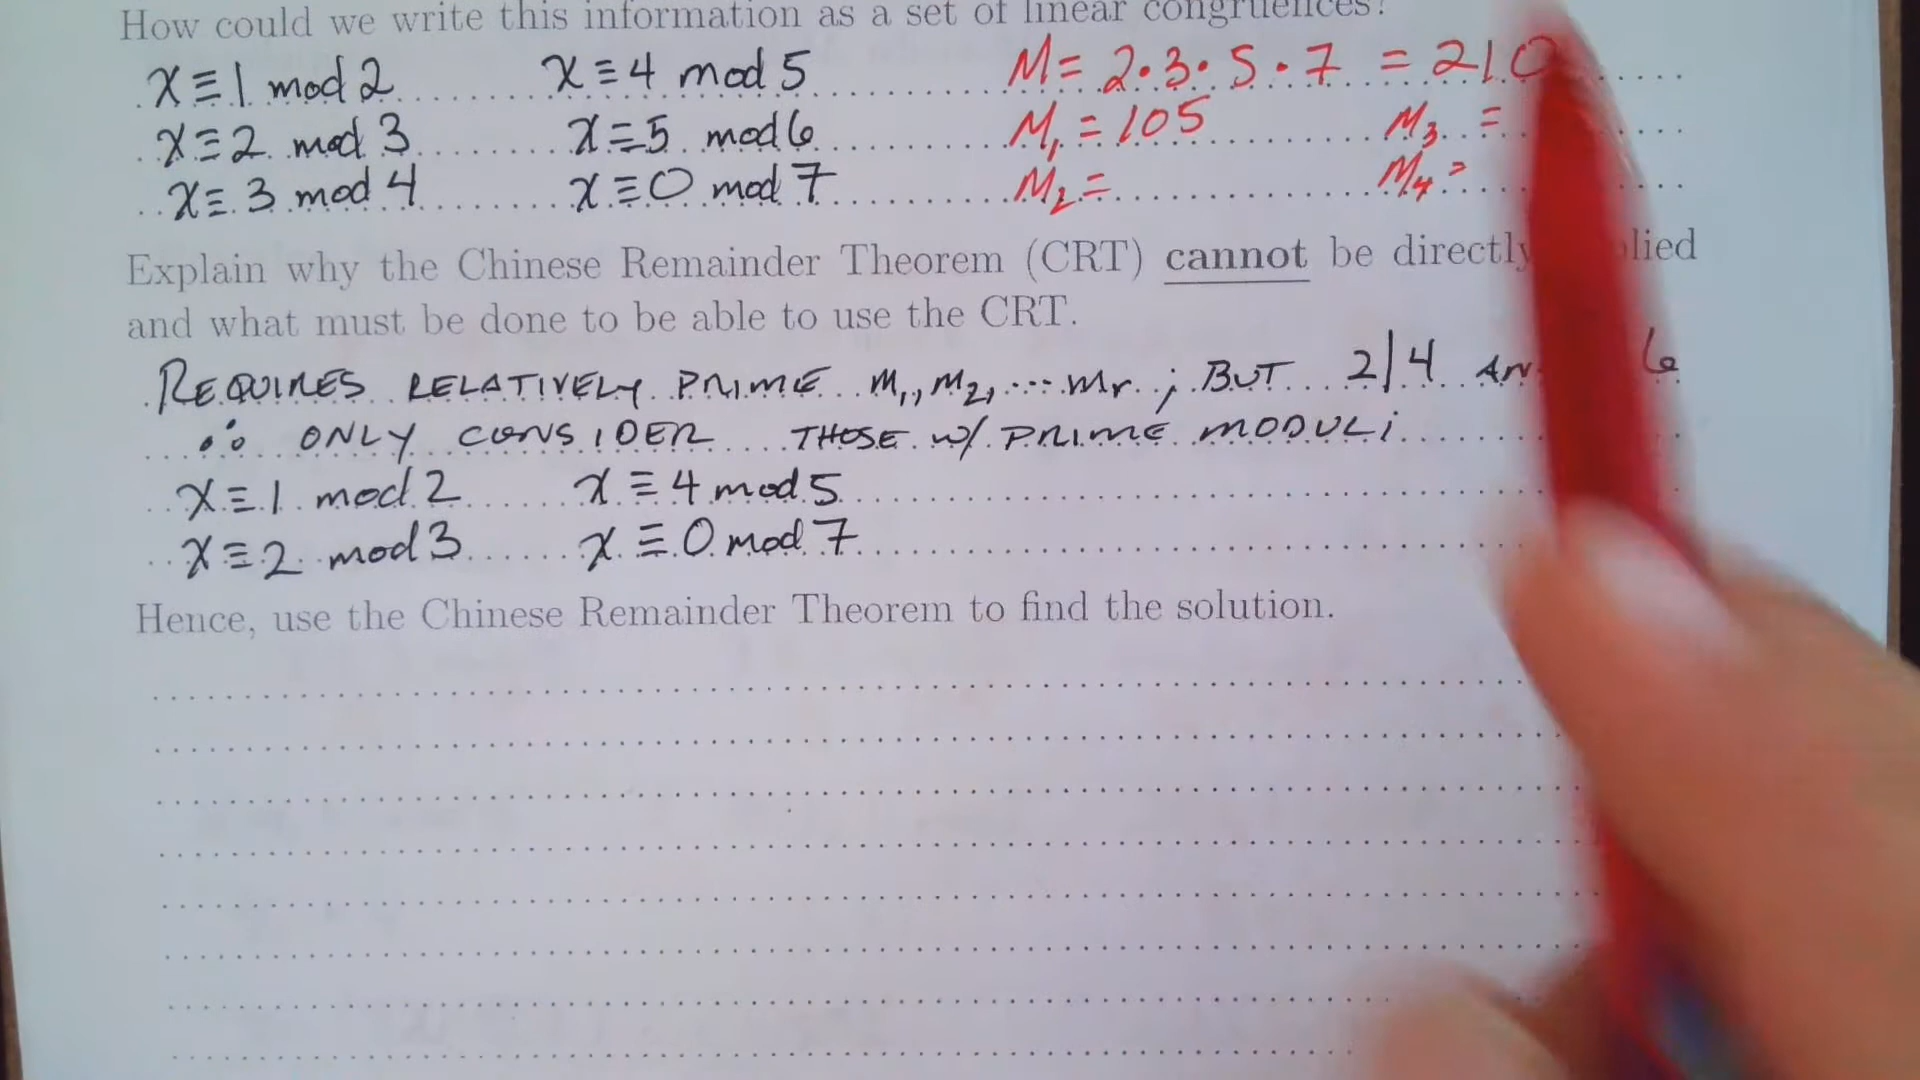 How could we write this information as a set of linear congruences?
x ≡ 1 mod 2 x ≡ 4 mod 5 M = 2·3·5·7 = 210
x ≡ 2 mod 3 x ≡ 5 mod 6 M₁ = 105 M₃ =
x ≡ 3 mod 4 x ≡ 0 mod 7 M₂ = M₄ =
Explain why the Chinese Remainder Theorem (CRT) cannot be directly
and what must be done to be able to use the CRT.
REQUIRES RELATIVELY PRIME m₁, m₂, ... mr ; BUT 2|4 6
∴ ONLY CONSIDER THOSE w/ PRIME MODULI
x ≡ 1 mod 2 x ≡ 4 mod 5
x ≡ 2 mod 3 x ≡ 0 mod 7
Hence, use the Chinese Remainder Theorem to find the solution.